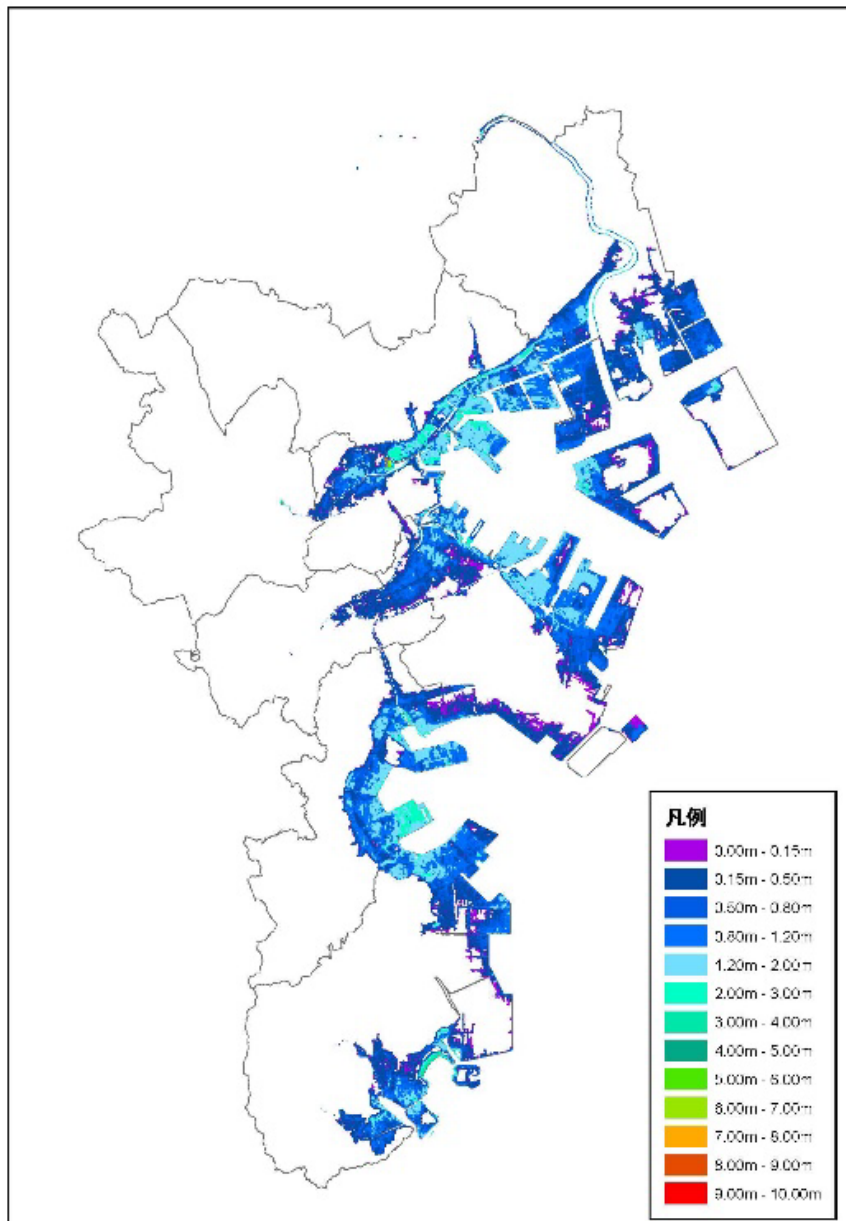 凡例
0.00m - 0.15m
0.15m - 0.50m
0.50m - 0.80m
0.80m - 1.20m
1.20m - 2.00m
2.00m - 3.00m
3.00m - 4.00m
4.00m - 5.00m
5.00m - 6.00m
6.00m - 7.00m
7.00m - 8.00m
8.00m - 9.00m
9.00m - 10.00m